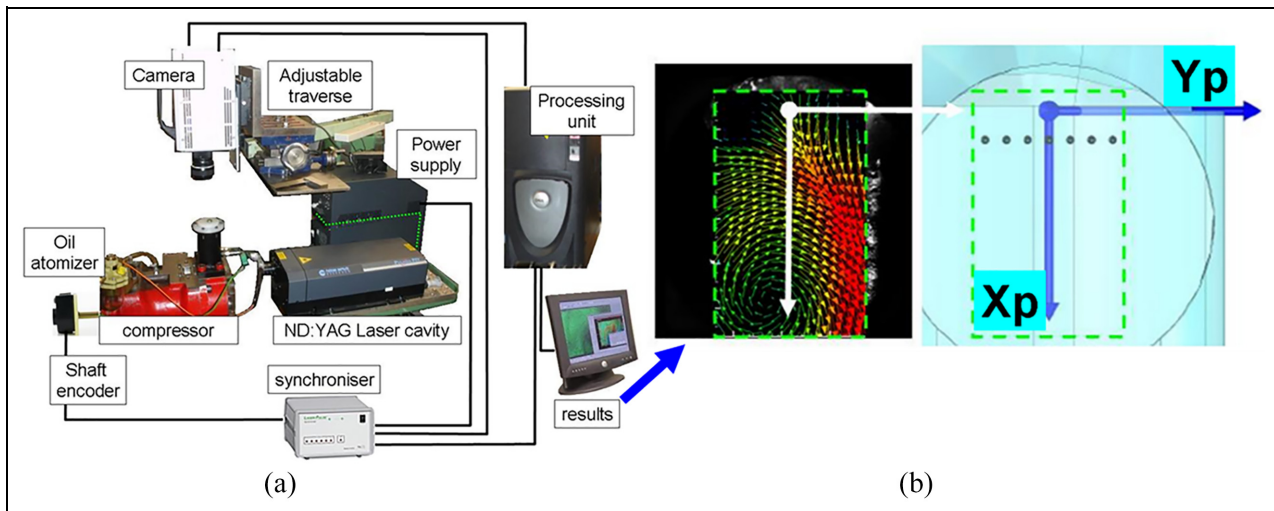 Camera
Adjustable
traverse
Processing
unit
Power
supply
Oil
atomizer
compressor
ND:YAG Laser cavity
Shaft
encoder
synchroniser
results
Yp
Xp
(a)
(b)